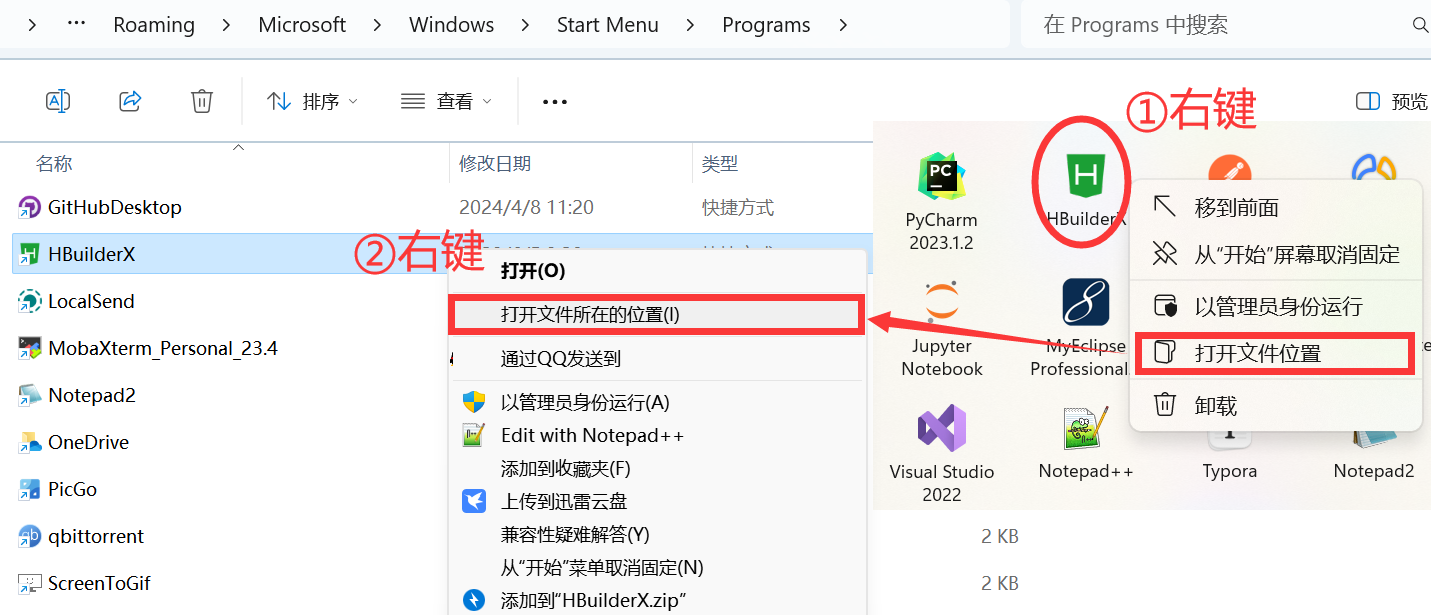 Roaming
Microsoft
Windows
Start Menu
Programs
在 Programs 中搜索
排序
查看
预览
名称
修改日期
类型
GitHubDesktop
2024/4/8 11:20
快捷方式
HBuilderX
LocalSend
MobaXterm_Personal_23.4
Notepad2
OneDrive
PicGo
qbittorrent
2 KB
ScreenToGif
2 KB
②右键
打开(O)
打开文件所在的位置(I)
通过QQ发送到
以管理员身份运行(A)
Edit with Notepad++
添加到收藏夹(F)
上传到迅雷云盘
兼容性疑难解答(Y)
从“开始”菜单取消固定(N)
添加到“HBuilderX.zip”
①右键
PC
PyCharm
2023.1.2
H
HBuilderX
Jupyter
Notebook
MyEclipse
Professional
Visual Studio
2022
Notepad++
Typora
Notepad2
移到前面
从“开始”屏幕取消固定
以管理员身份运行
打开文件位置
卸载